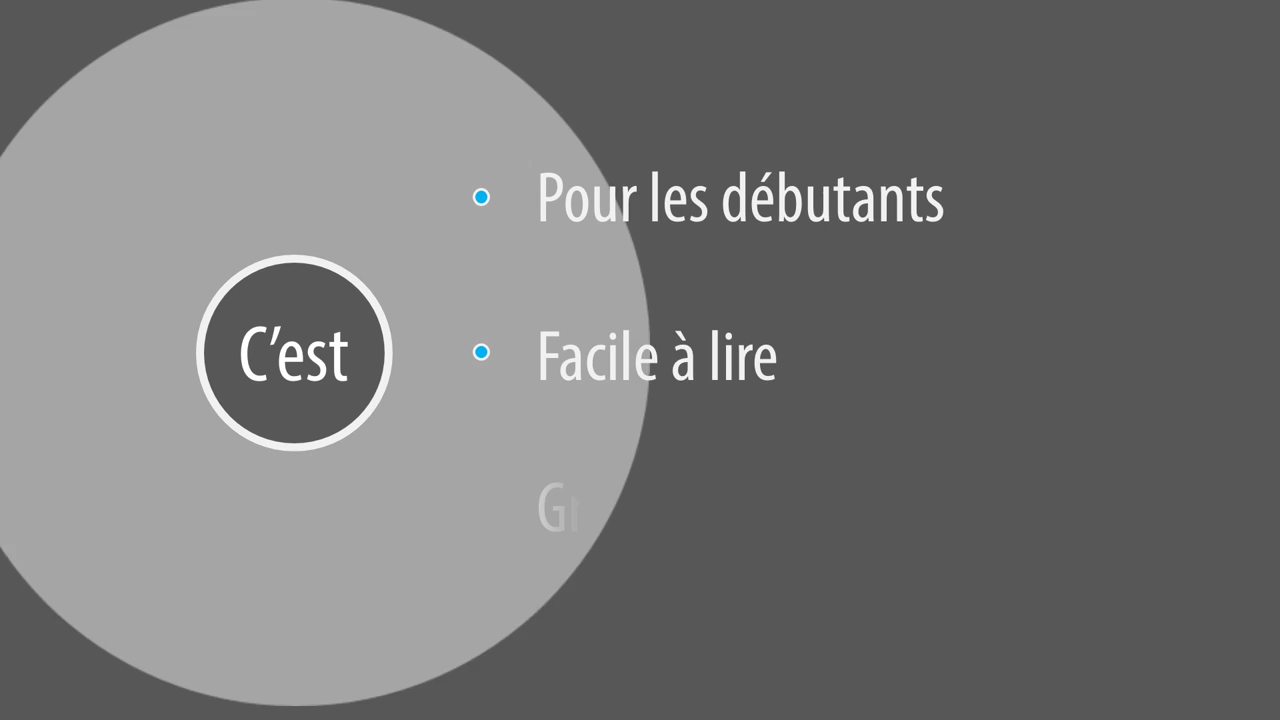 Pour les débutants
C’est
Facile à lire